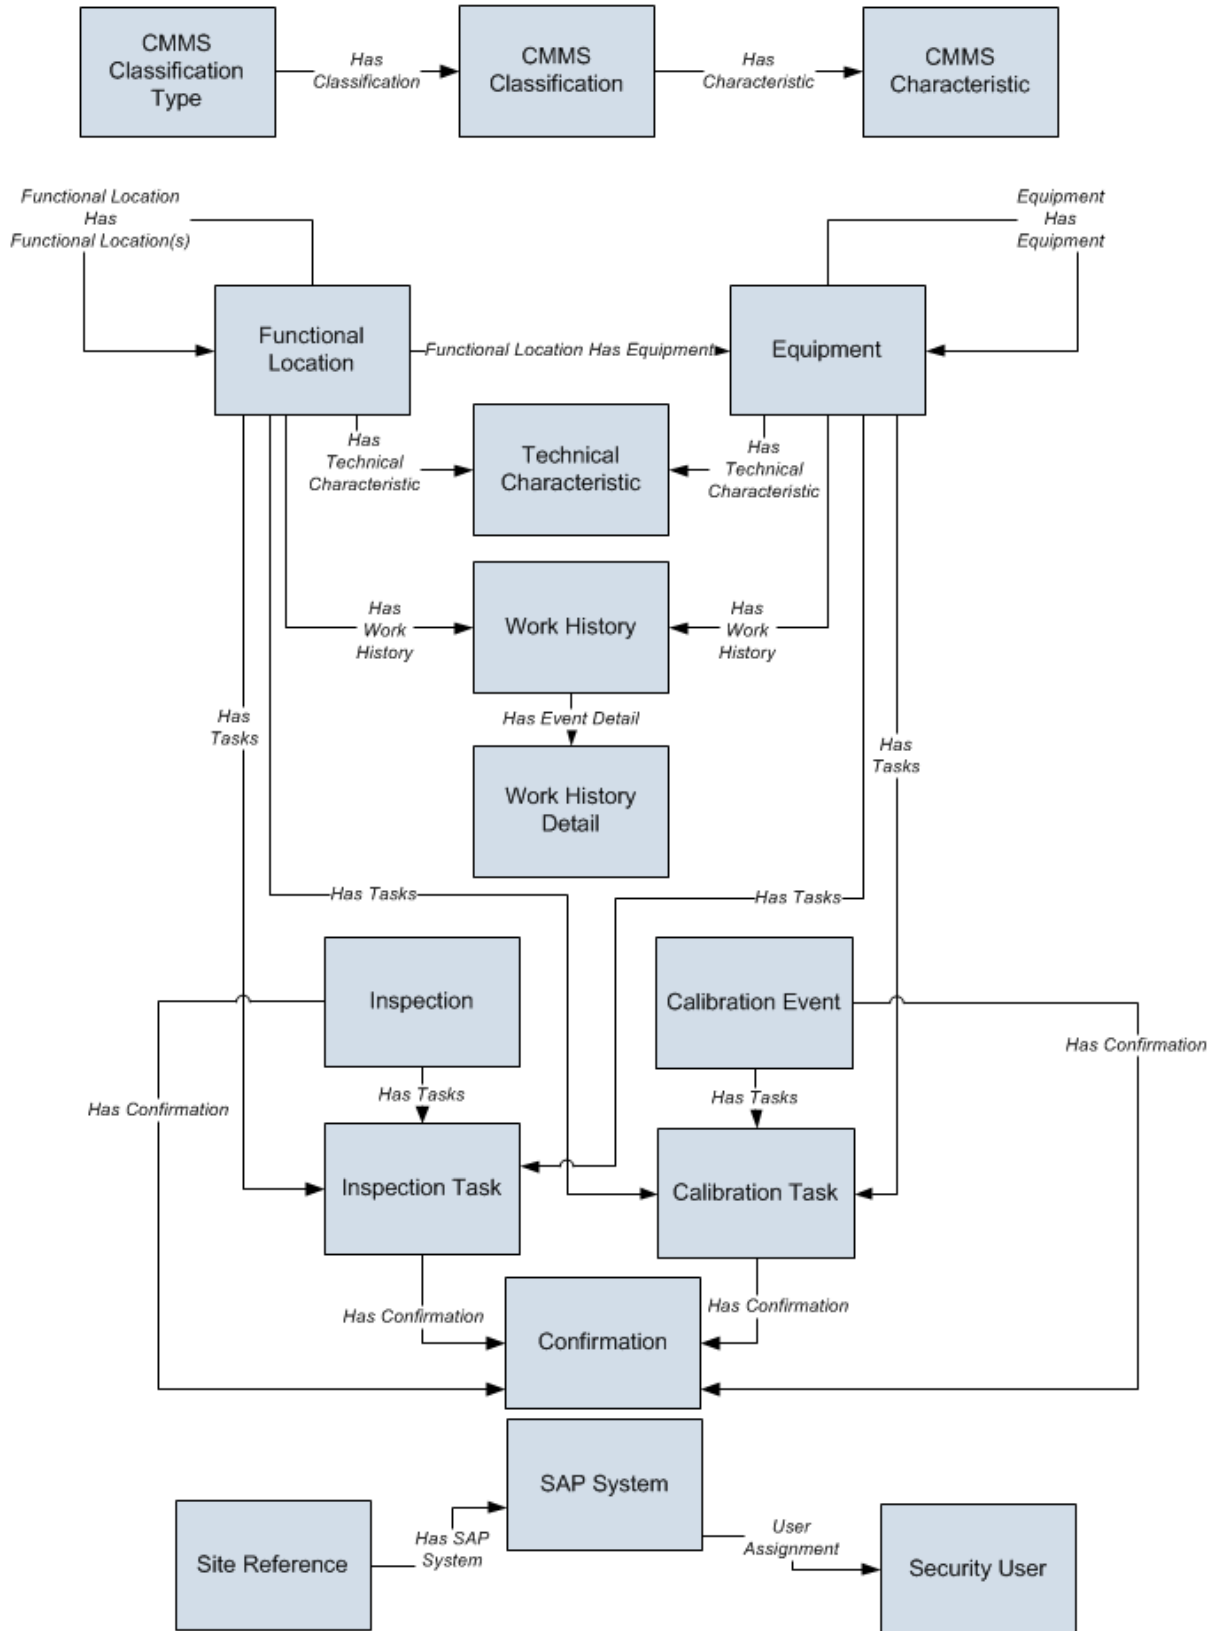 CMMS
Classification
Type
Has
Classification
CMMS
Classification
Has
Characteristic
CMMS
Characteristic
Functional Location
Has
Functional Location(s)
Equipment
Has
Equipment
Functional
Location
Functional Location Has Equipment
Equipment
Has
Technical
Characteristic
Technical
Characteristic
Has
Technical
Characteristic
Has
Work
History
Work History
Has
Work
History
Has
Tasks
Has Event Detail
Has
Tasks
Work History
Detail
Has Tasks
Has Tasks
Inspection
Calibration Event
Has Confirmation
Has Confirmation
Has Tasks
Has Tasks
Inspection Task
Calibration Task
Has Confirmation
Has Confirmation
Confirmation
SAP System
Site Reference
Has SAP
System
User
Assignment
Security User